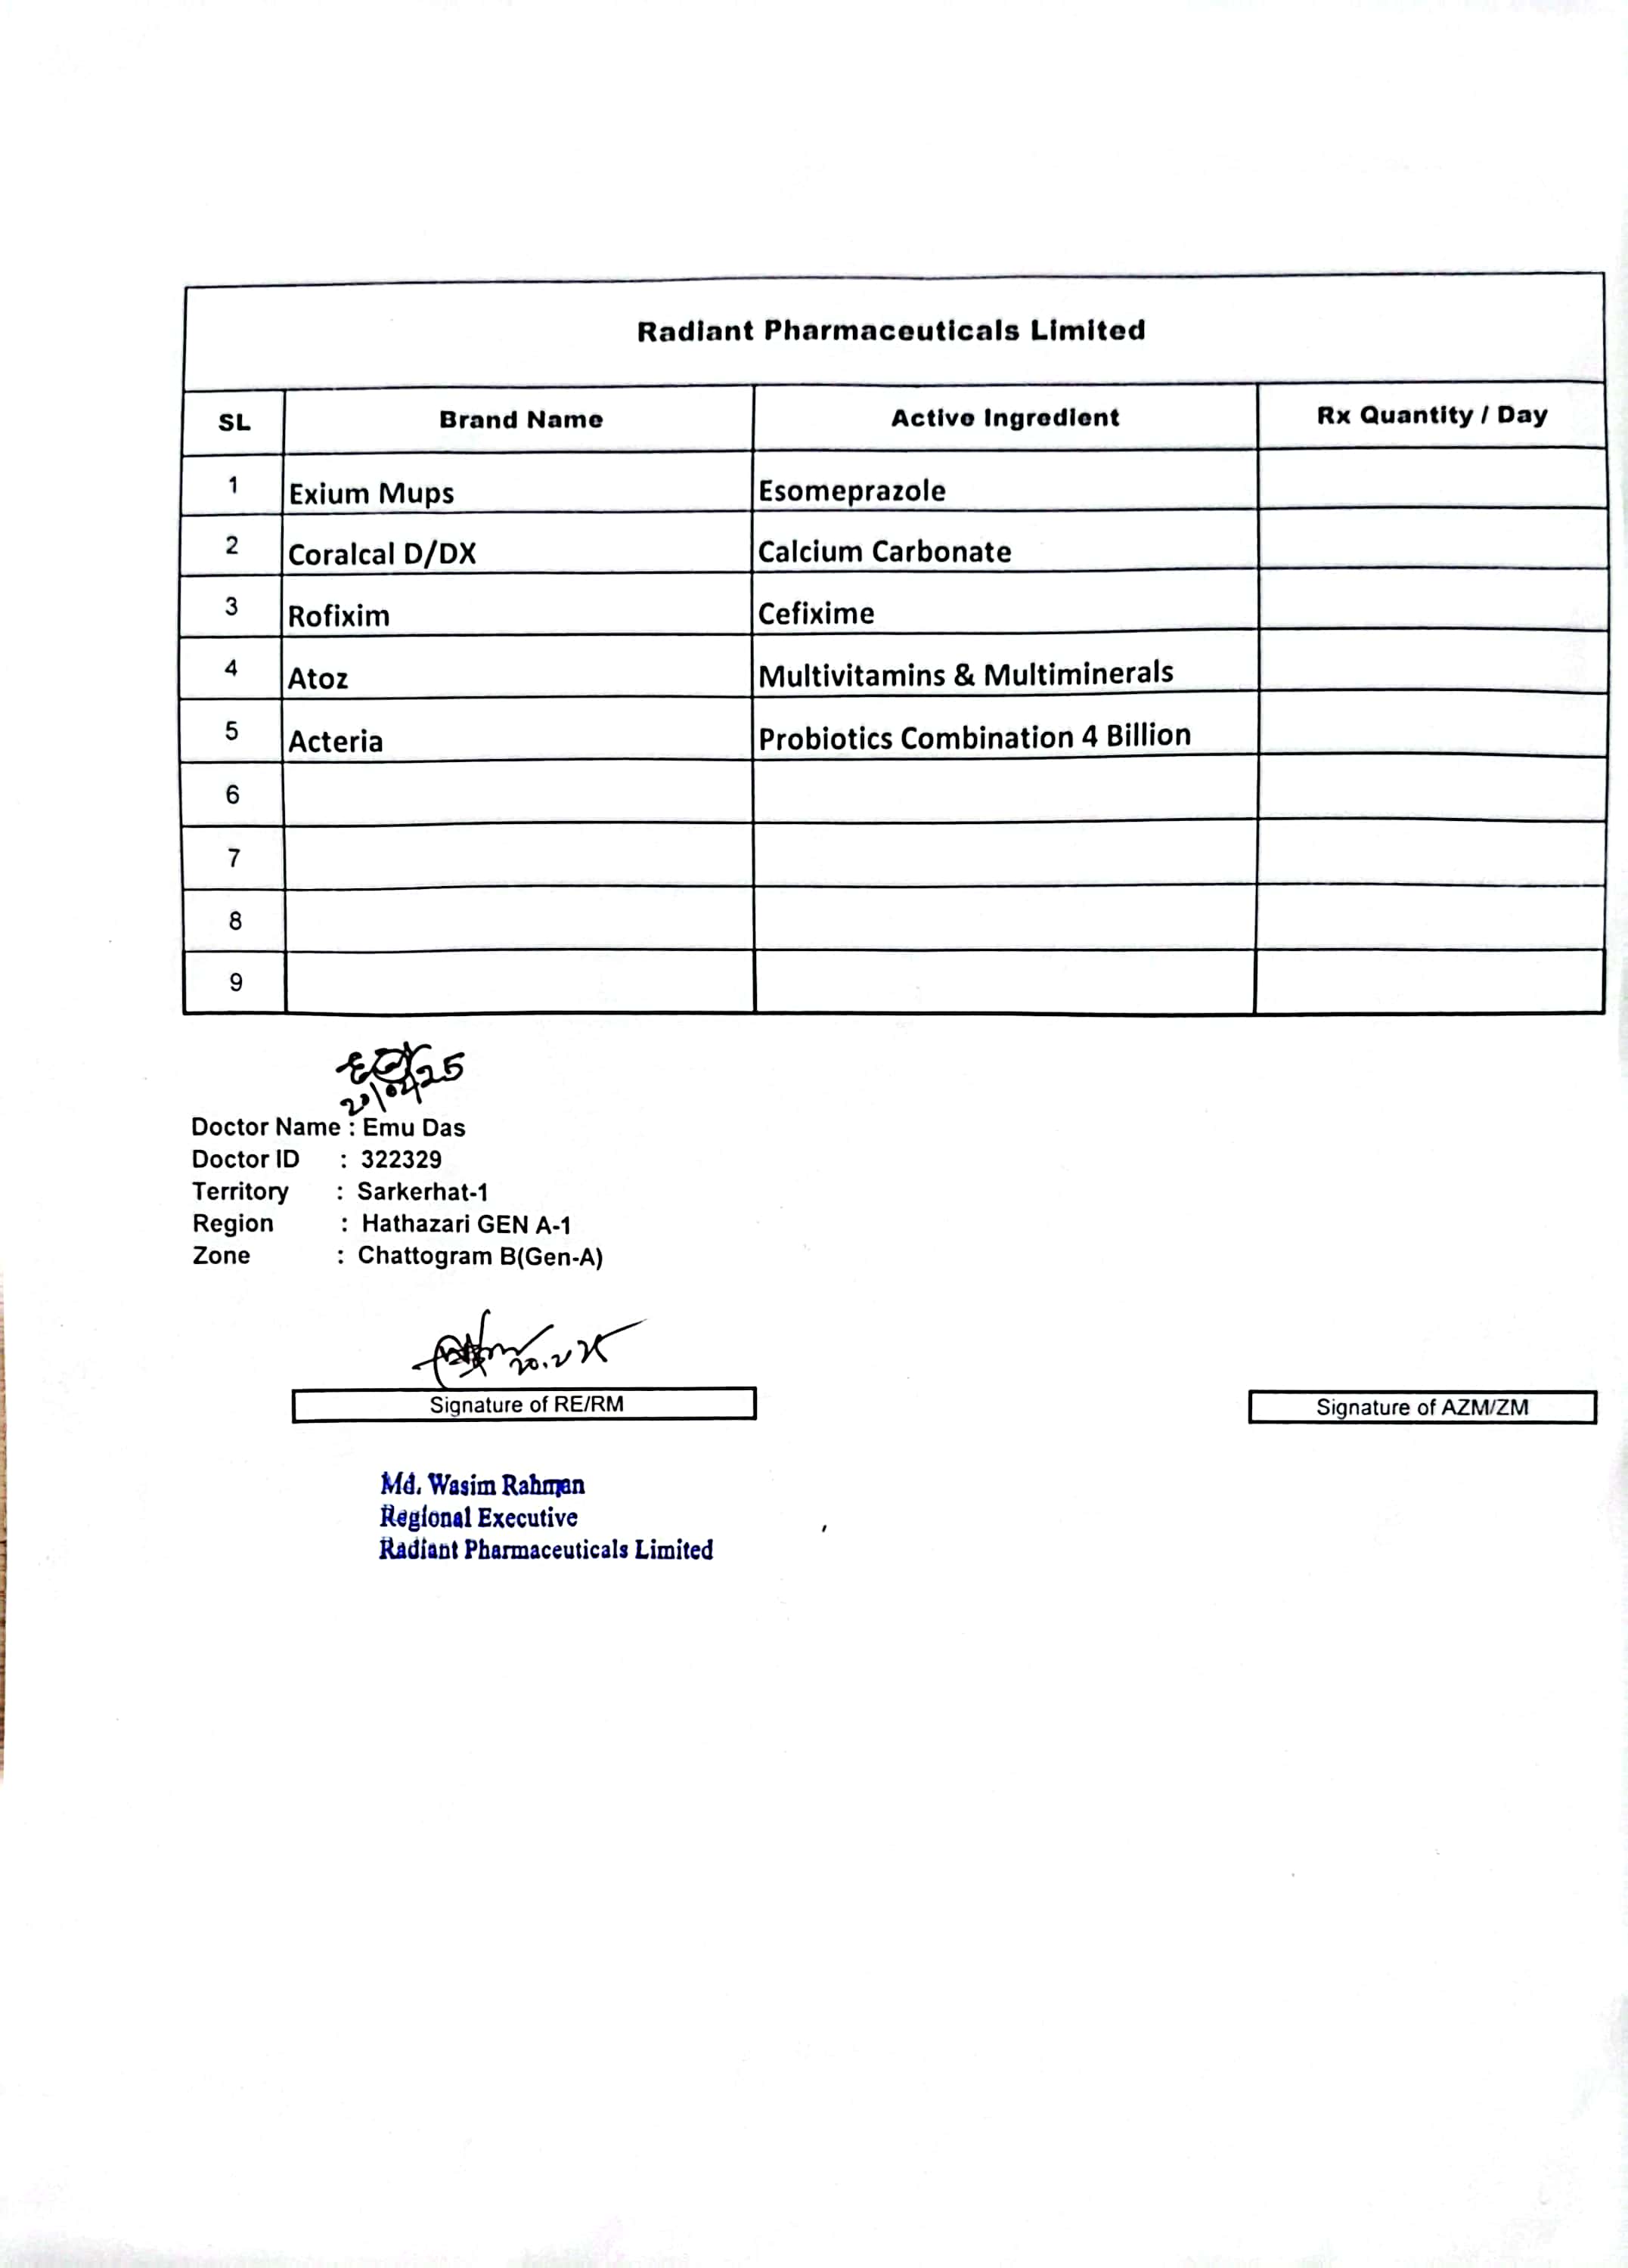 Radiant Pharmaceuticals Limited
SL Brand Name Active Ingredient Rx Quantity / Day
1 Exium Mups Esomeprazole
2 Coralcal D/DX Calcium Carbonate
3 Rofixim Cefixime
4 Atoz Multivitamins & Multiminerals
5 Acteria Probiotics Combination 4 Billion
6
7
8
9
Doctor Name : Emu Das
Doctor ID : 322329
Territory : Sarkerhat-1
Region : Hathazari GEN A-1
Zone : Chattogram B(Gen-A)
Signature of RE/RM Signature of AZM/ZM
Md. Wasim Rahman
Regional Executive
Radiant Pharmaceuticals Limited